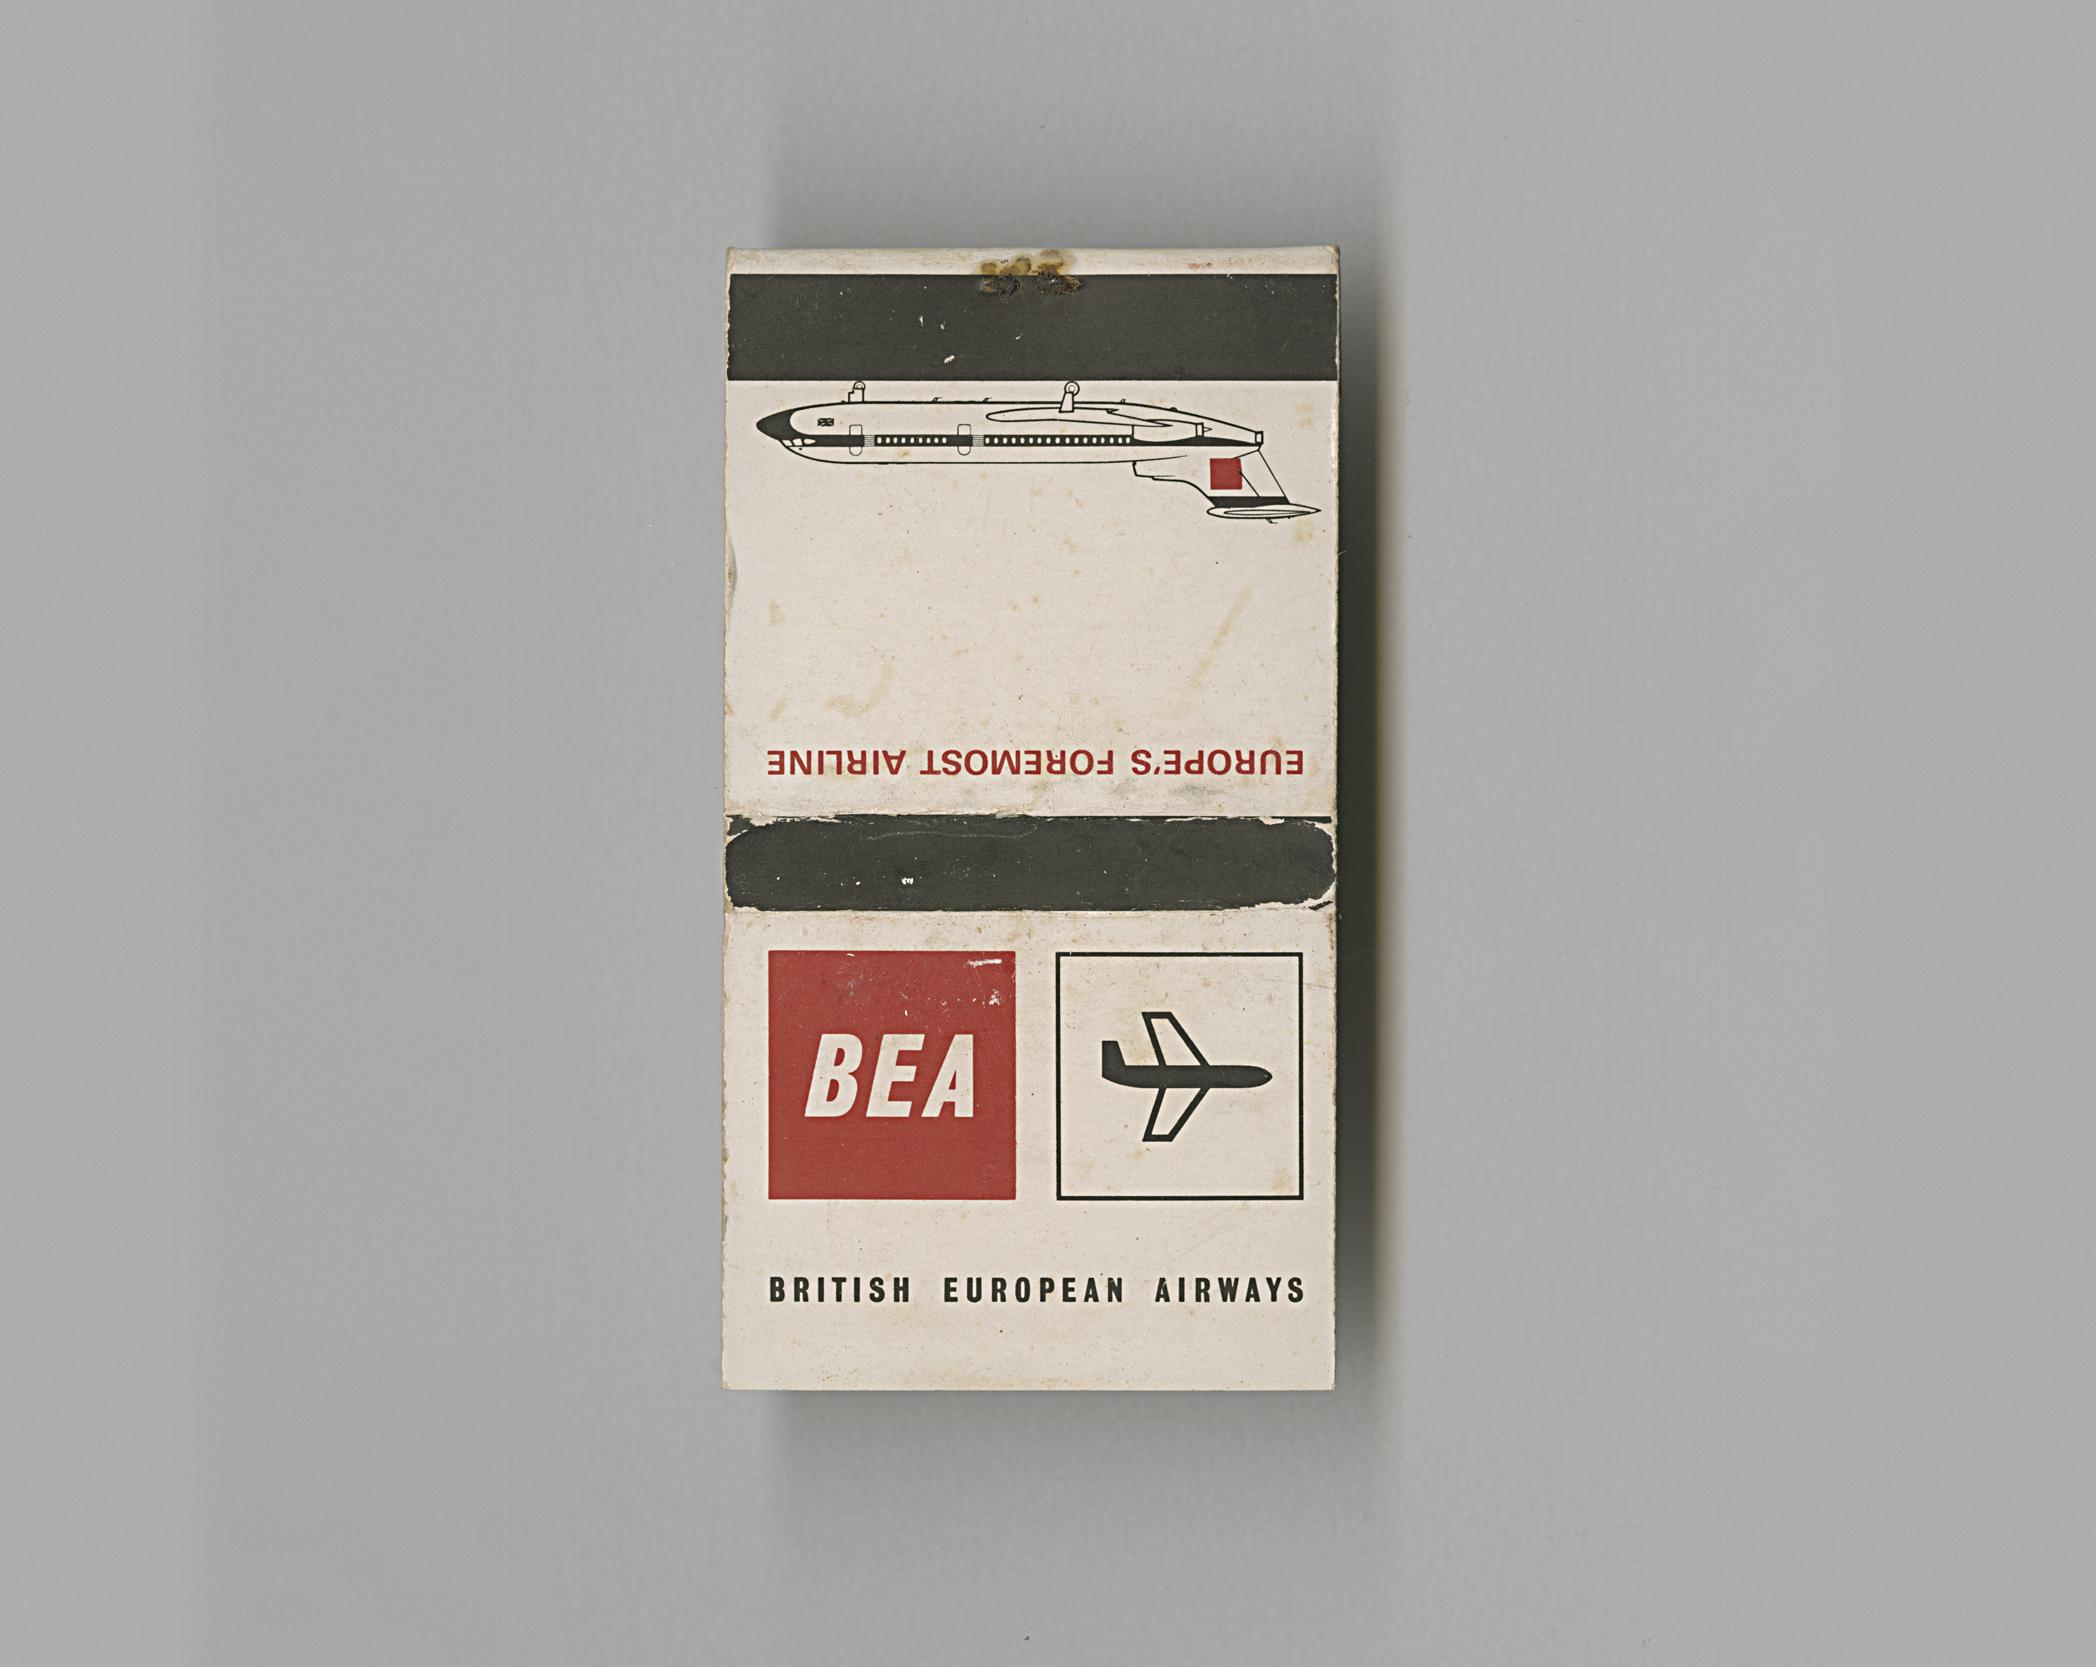 EUROPE'S FOREMOST AIRLINE
BEA
BRITISH EUROPEAN AIRWAYS